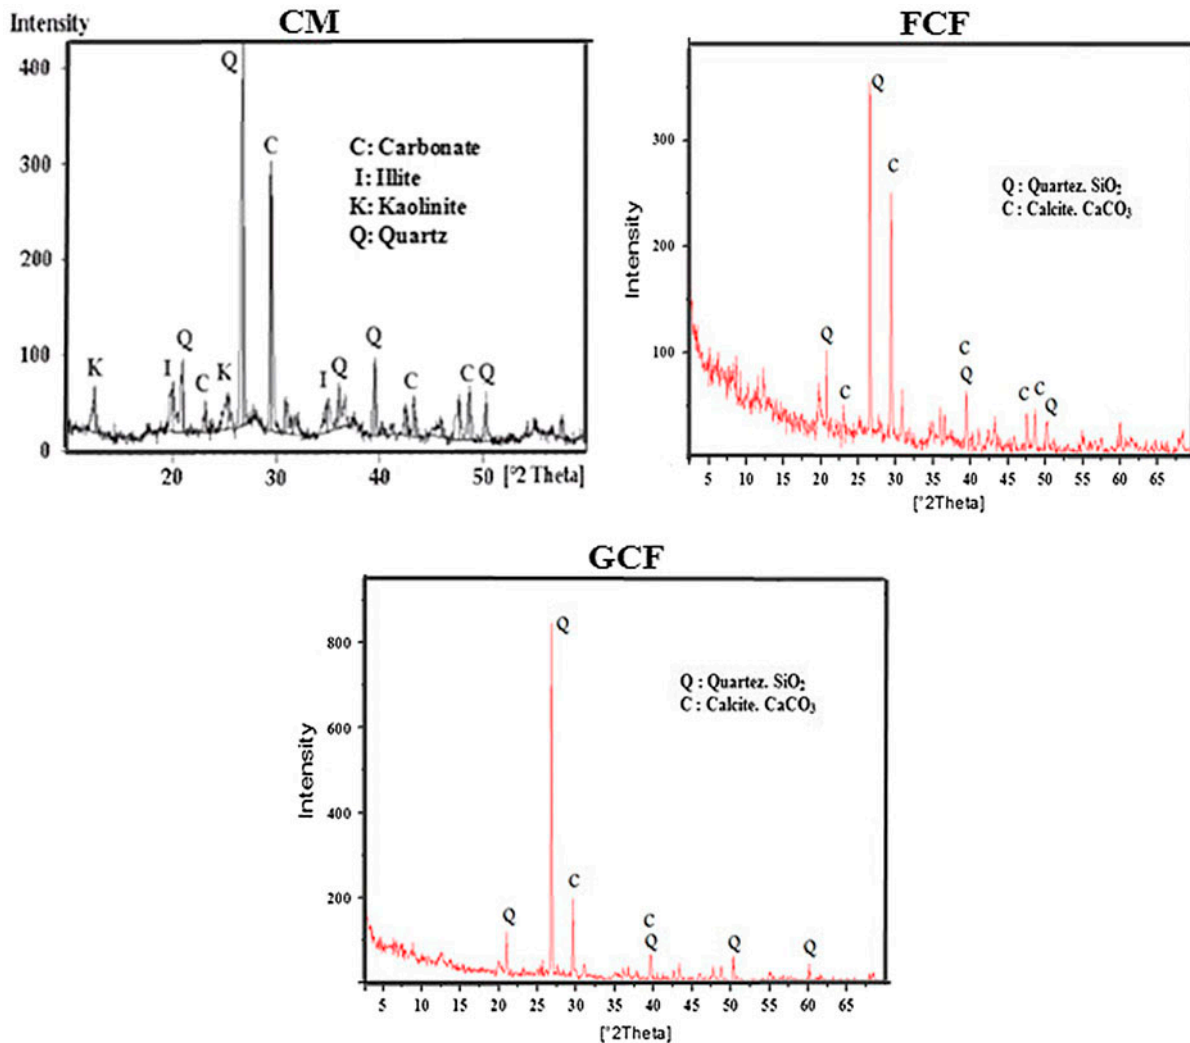 Intensity
CM
400
300
200
100
0
Q
C
K
I
Q
C
K
I
Q
Q
C
C
Q
C: Carbonate
I: Illite
K: Kaolinite
Q: Quartz
20 30 40 50 [°2 Theta]
FCF
Intensity
300
200
100
Q
C
Q
C
C
Q
C
C
Q
Q : Quartez. SiO₂
C : Calcite. CaCO₃
5 10 15 20 25 30 35 40 45 50 55 60 65
[°2Theta]
GCF
Intensity
800
600
400
200
Q
C
Q
C
Q
Q
Q
Q : Quartez. SiO₂
C : Calcite. CaCO₃
5 10 15 20 25 30 35 40 45 50 55 60 65
[°2Theta]